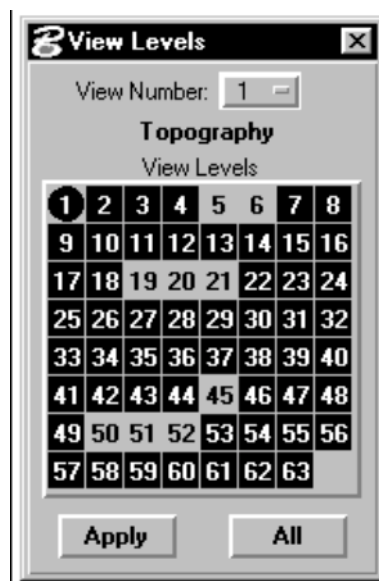 View Levels
View Number: 1
Topography
View Levels
1 2 3 4 5 6 7 8
9 10 11 12 13 14 15 16
17 18 19 20 21 22 23 24
25 26 27 28 29 30 31 32
33 34 35 36 37 38 39 40
41 42 43 44 45 46 47 48
49 50 51 52 53 54 55 56
57 58 59 60 61 62 63
Apply All